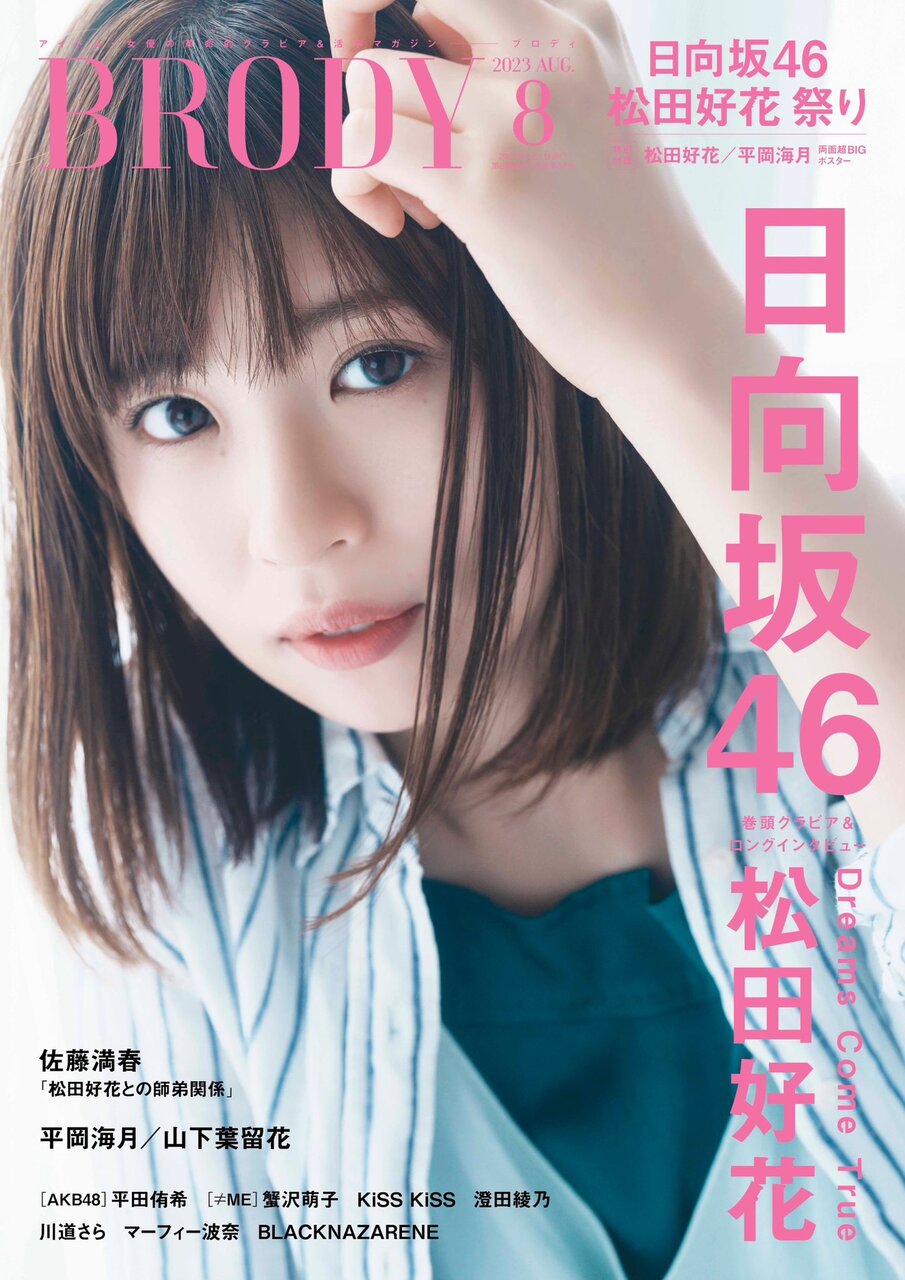 BRODY
2023 AUG.
8
日向坂46
松田好花 祭り
松田好花／平岡海月
両面超BIG
ポスター
日向坂46
巻頭グラビア&
ロングインタビュー
松田好花
Dreams Come True
佐藤満春
「松田好花との師弟関係」
平岡海月／山下葉留花
[AKB48]平田侑希 [≠ME]蟹沢萌子 KiSS KiSS 澄田綾乃
川道さら マーフィー波奈 BLACKNAZARENE